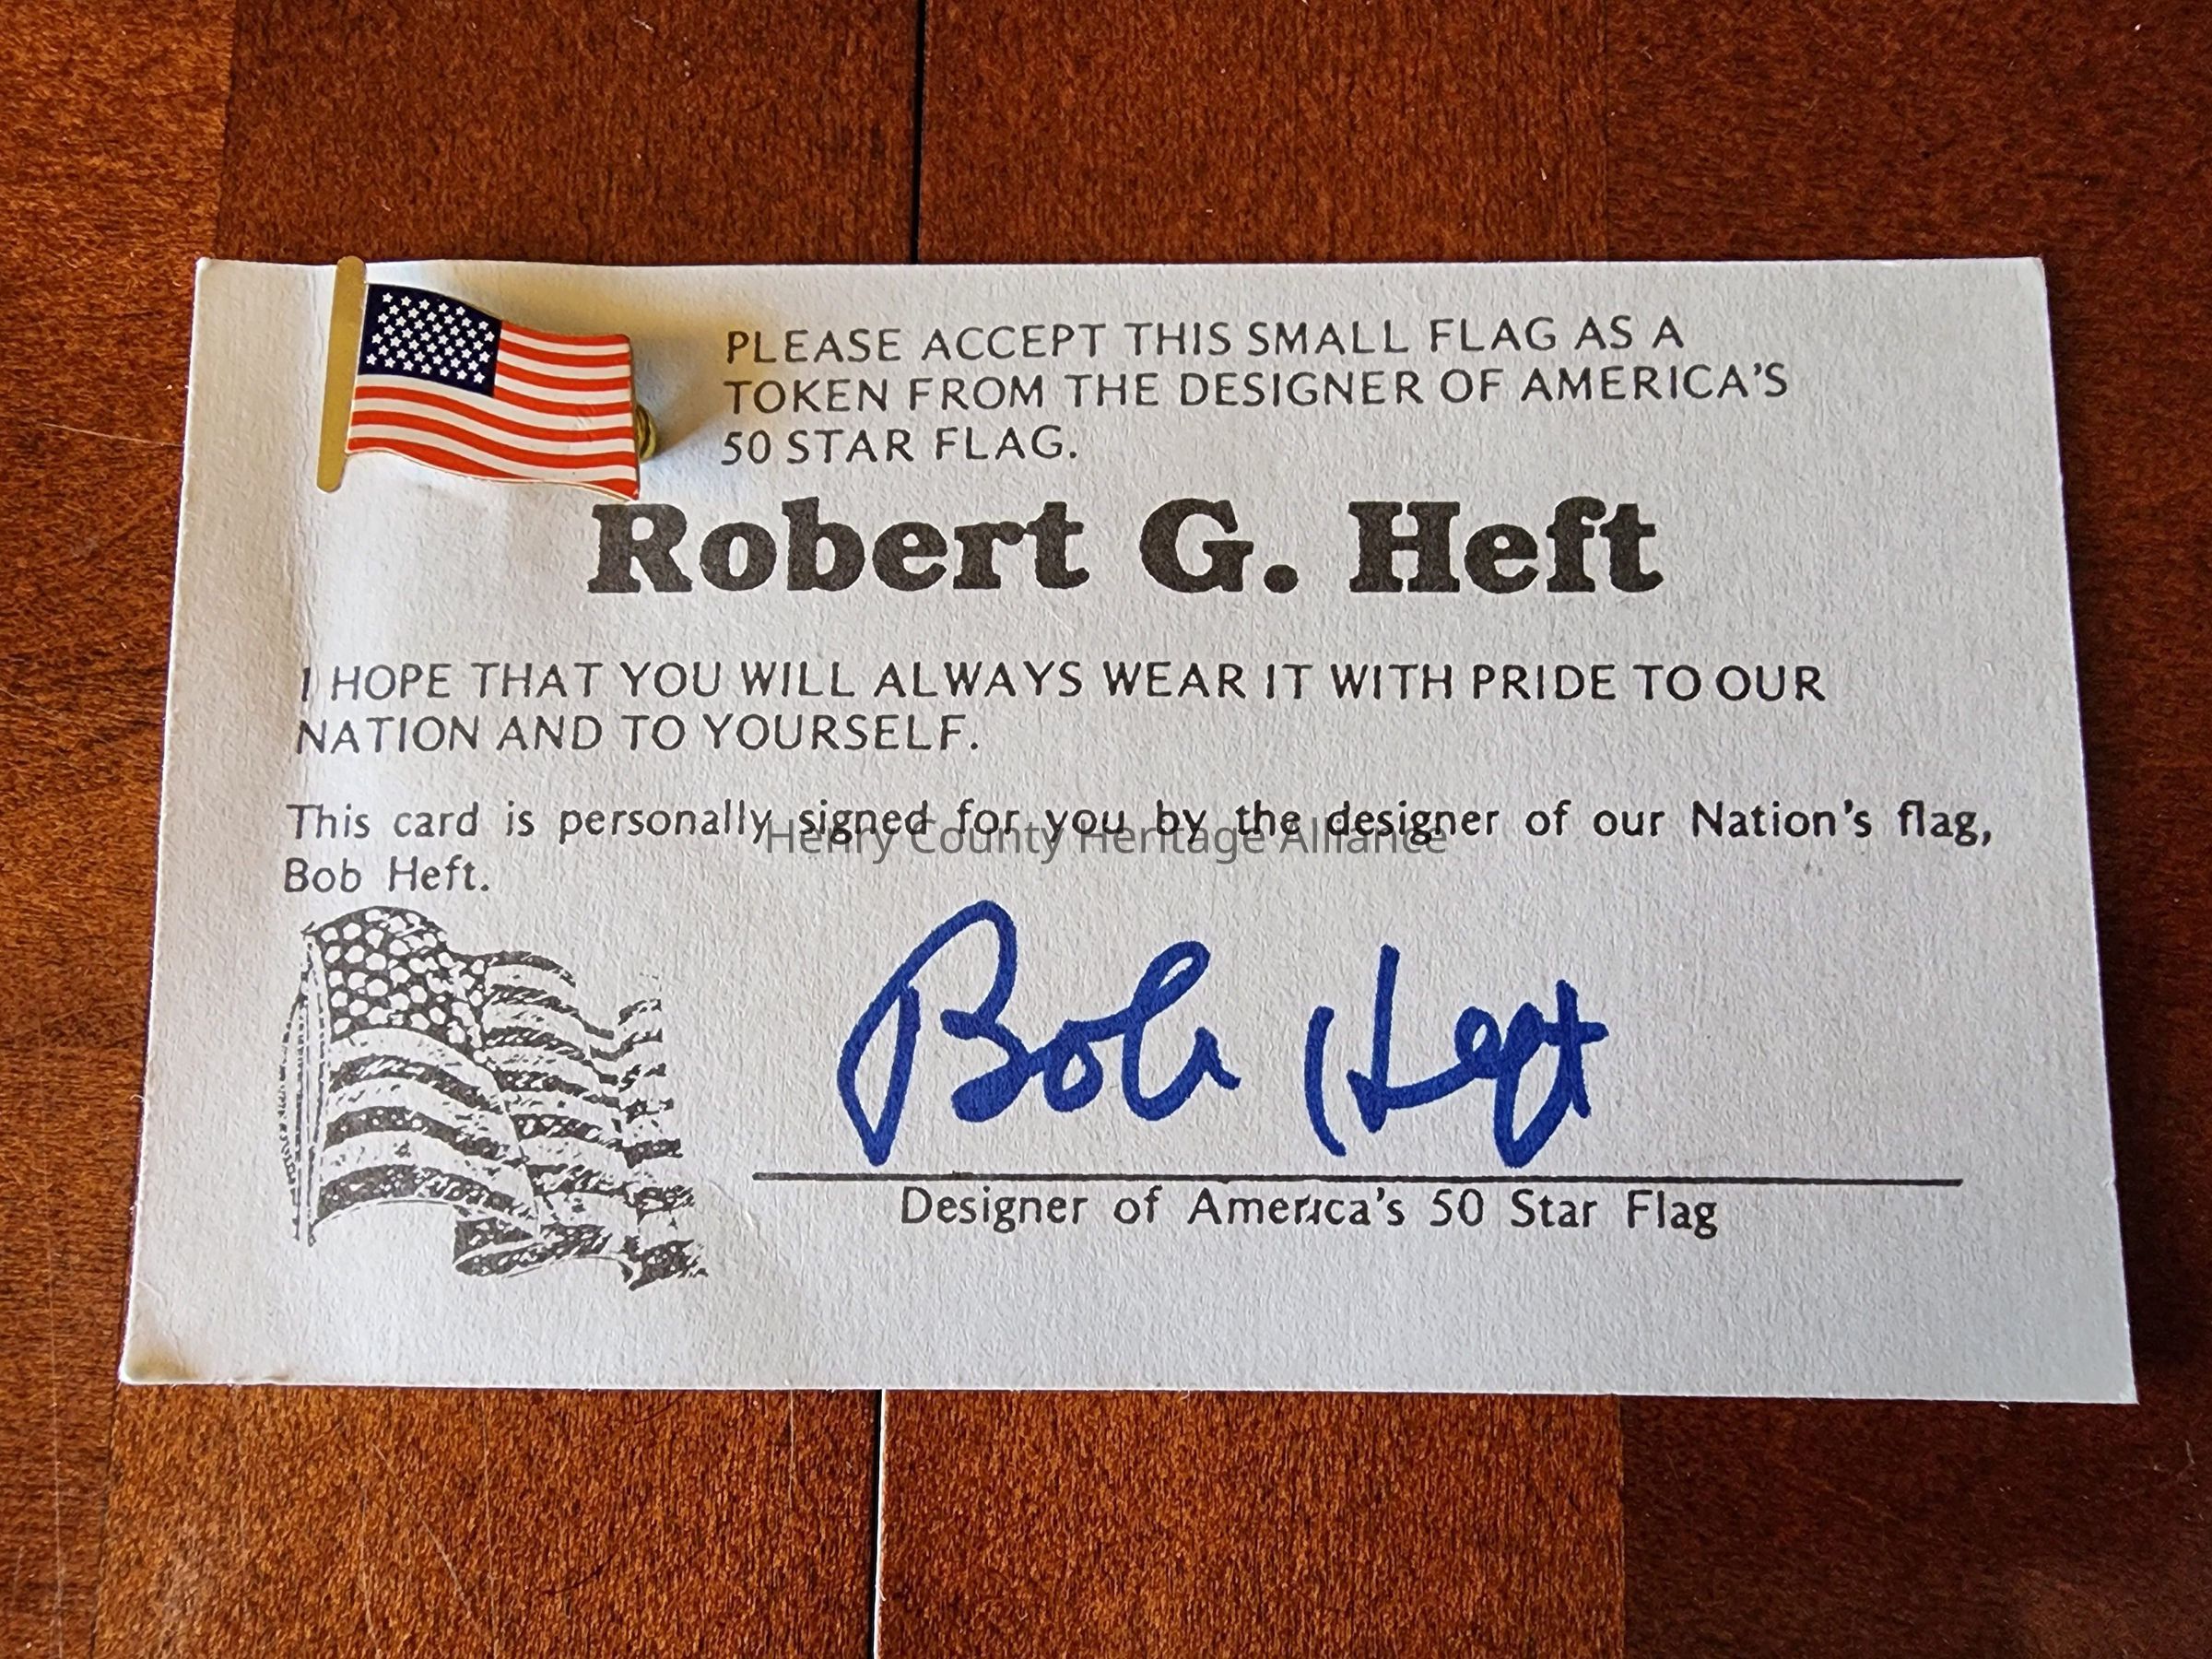 PLEASE ACCEPT THIS SMALL FLAG AS A
TOKEN FROM THE DESIGNER OF AMERICA'S
50 STAR FLAG.
Robert G. Heft
I HOPE THAT YOU WILL ALWAYS WEAR IT WITH PRIDE TO OUR
NATION AND TO YOURSELF.
This card is personally signed for you by the designer of our Nation's flag,
Henry County Heritage Alliance
Bob Heft.
Bob Heft
Designer of America's 50 Star Flag